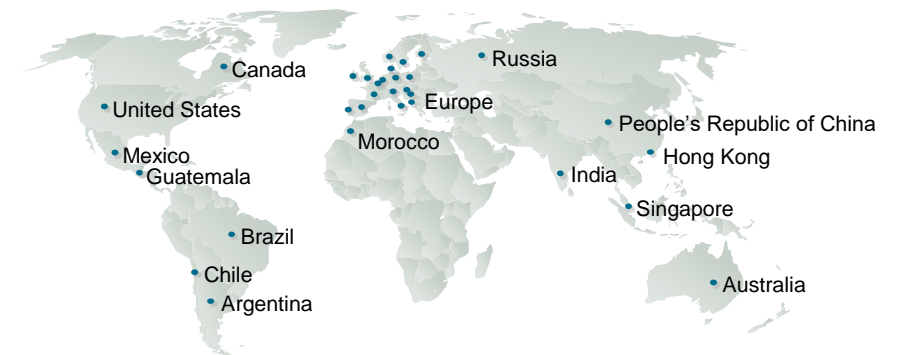 Russia
Canada
Europe
United States
People's Republic of China
Morocco
Mexico
Hong Kong
Guatemala
India
Singapore
Brazil
Chile
Australia
Argentina